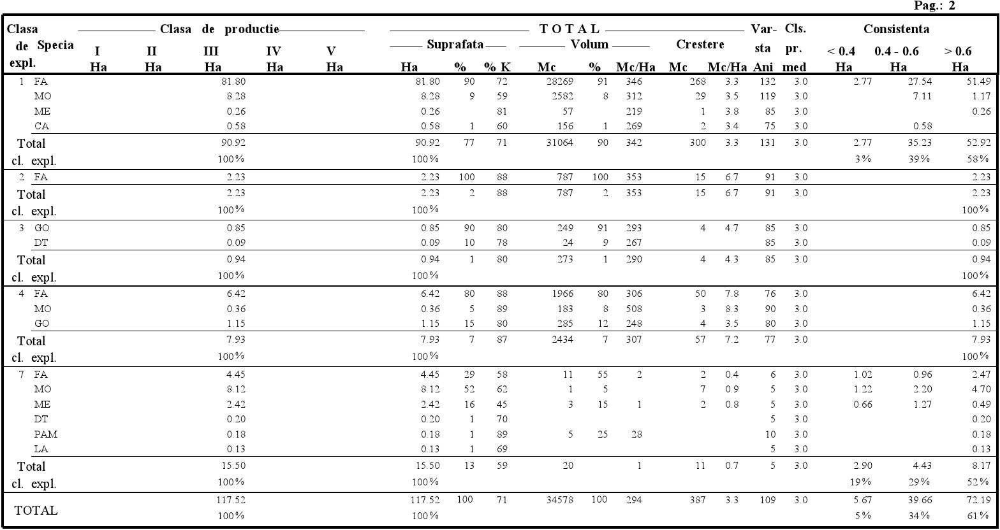 Pag.: 2
Clasa Clasa de productie T O T A L Var- Cls. Consistenta
de Specia Suprafata Volum Crestere sta pr.
expl. I II III IV V < 0.4 0.4 - 0.6 > 0.6
Ha Ha Ha Ha Ha Ha % % K Mc % Mc/Ha Mc Mc/Ha Ani med Ha Ha Ha
1 FA 81.80 81.80 90 72 28269 91 346 268 3.3 132 3.0 2.77 27.54 51.49
MO 8.28 8.28 9 59 2582 8 312 29 3.5 119 3.0 7.11 1.17
ME 0.26 0.26 81 57 219 1 3.8 85 3.0 0.26
CA 0.58 0.58 1 60 156 1 269 2 3.4 75 3.0 0.58
Total 90.92 90.92 77 71 31064 90 342 300 3.3 131 3.0 2.77 35.23 52.92
cl. expl. 100% 100% 3% 39% 58%
2 FA 2.23 2.23 100 88 787 100 353 15 6.7 91 3.0 2.23
Total 2.23 2.23 2 88 787 2 353 15 6.7 91 3.0 2.23
cl. expl. 100% 100% 100%
3 GO 0.85 0.85 90 80 249 91 293 4 4.7 85 3.0 0.85
DT 0.09 0.09 10 78 24 9 267 85 3.0 0.09
Total 0.94 0.94 1 80 273 1 290 4 4.3 85 3.0 0.94
cl. expl. 100% 100% 100%
4 FA 6.42 6.42 80 88 1966 80 306 50 7.8 76 3.0 6.42
MO 0.36 0.36 5 89 183 8 508 3 8.3 90 3.0 0.36
GO 1.15 1.15 15 80 285 12 248 4 3.5 80 3.0 1.15
Total 7.93 7.93 7 87 2434 7 307 57 7.2 77 3.0 7.93
cl. expl. 100% 100% 100%
7 FA 4.45 4.45 29 58 11 55 2 2 0.4 6 3.0 1.02 0.96 2.47
MO 8.12 8.12 52 62 1 5 7 0.9 5 3.0 1.22 2.20 4.70
ME 2.42 2.42 16 45 3 15 1 2 0.8 5 3.0 0.66 1.27 0.49
DT 0.20 0.20 1 70 5 3.0 0.20
PAM 0.18 0.18 1 89 5 25 28 10 3.0 0.18
LA 0.13 0.13 1 69 5 3.0 0.13
Total 15.50 15.50 13 59 20 1 11 0.7 5 3.0 2.90 4.43 8.17
cl. expl. 100% 100% 19% 29% 52%
TOTAL 117.52 117.52 100 71 34578 100 294 387 3.3 109 3.0 5.67 39.66 72.19
100% 100% 5% 34% 61%